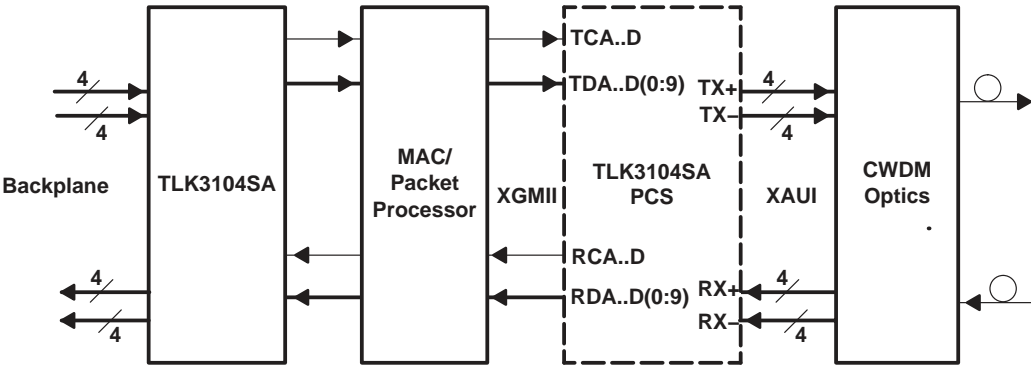 Backplane
4
4
4
4
TLK3104SA
MAC/
Packet
Processor
XGMII
TCA..D
TDA..D(0:9)
TX+
TX–
TLK3104SA
PCS
RCA..D
RDA..D(0:9)
RX+
RX–
4
4
XAUI
4
4
CWDM
Optics